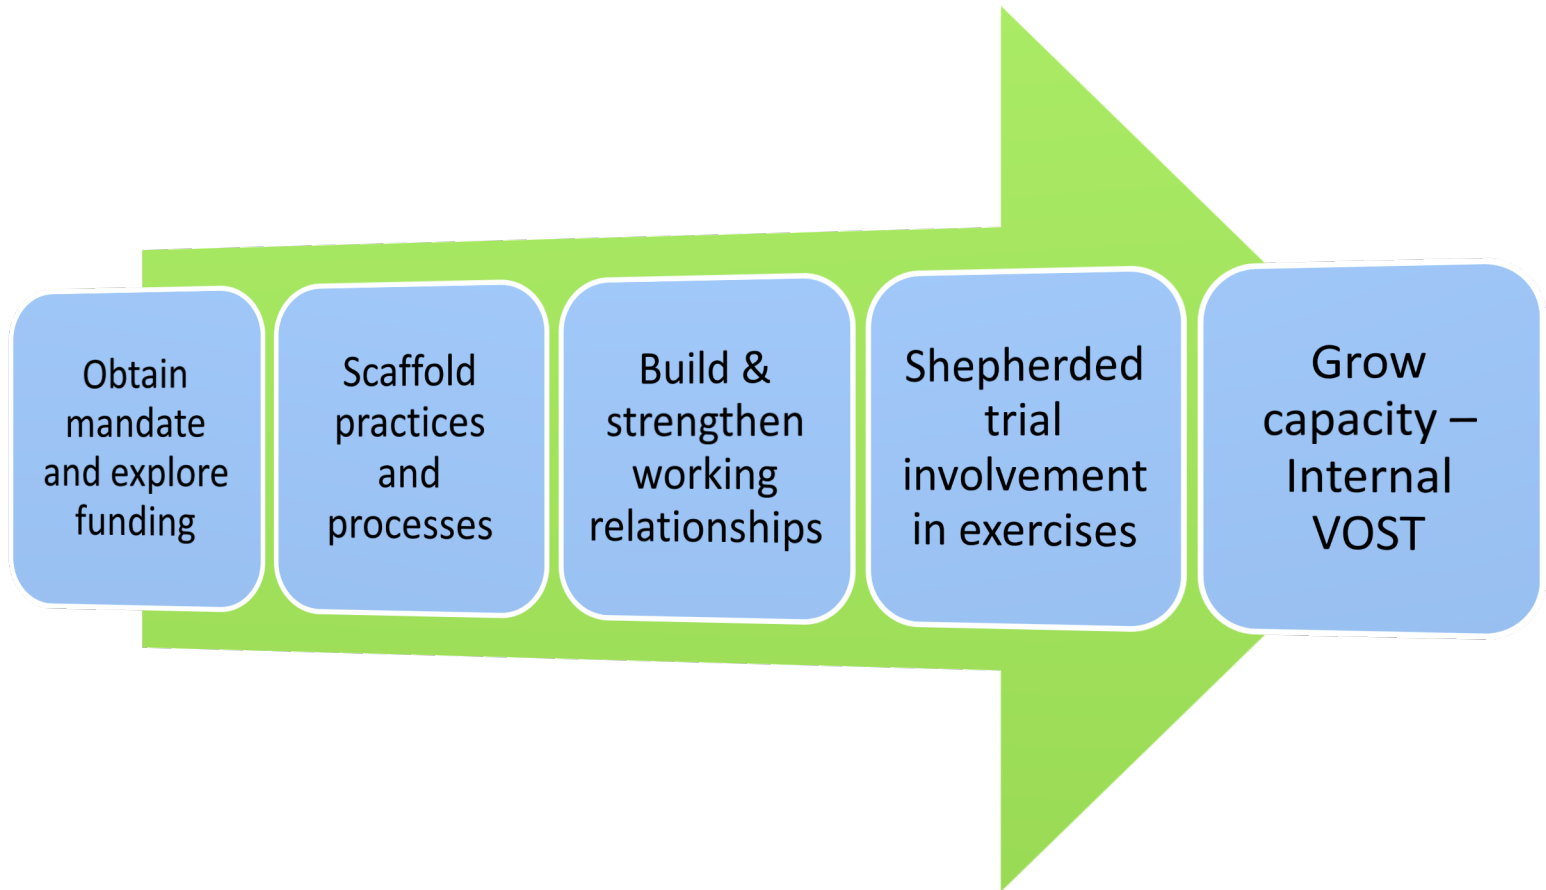 Obtain
mandate
and explore
funding
Scaffold
practices
and
processes
Build &
strengthen
working
relationships
Shepherded
trial
involvement
in exercises
Grow
capacity –
Internal
VOST